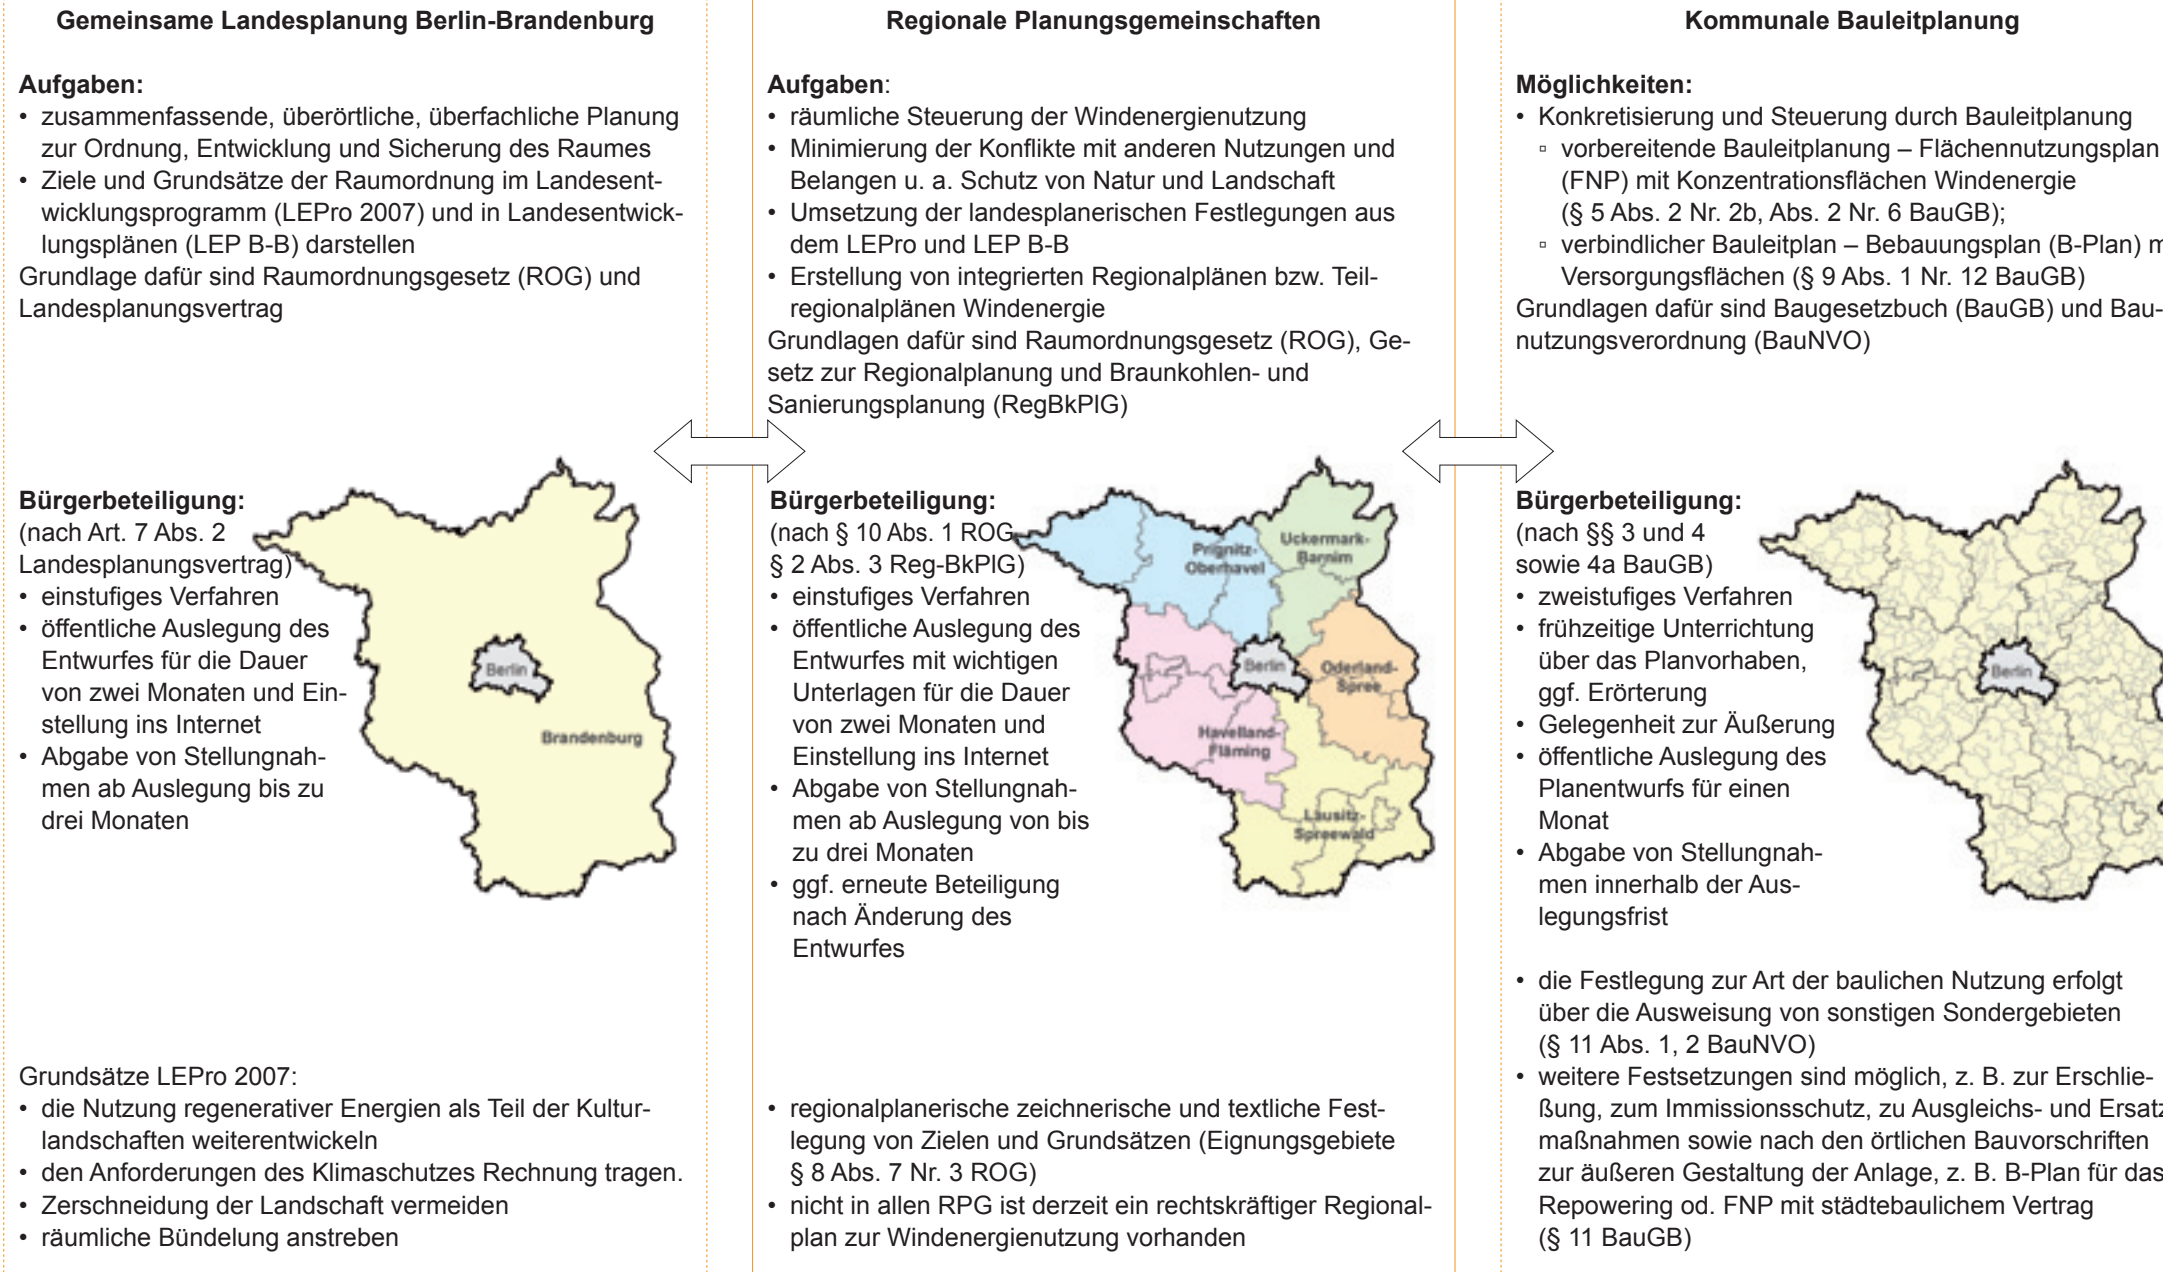 Gemeinsame Landesplanung Berlin-Brandenburg
Aufgaben:
• zusammenfassende, überörtliche, überfachliche Planung
zur Ordnung, Entwicklung und Sicherung des Raumes
• Ziele und Grundsätze der Raumordnung im Landesent-
wicklungsprogramm (LEPro 2007) und in Landesentwick-
lungsplänen (LEP B-B) darstellen
Grundlage dafür sind Raumordnungsgesetz (ROG) und
Landesplanungsvertrag
Bürgerbeteiligung:
(nach Art. 7 Abs. 2
Landesplanungsvertrag)
• einstufiges Verfahren
• öffentliche Auslegung des
Entwurfes für die Dauer
von zwei Monaten und Ein-
stellung ins Internet
• Abgabe von Stellungnah-
men ab Auslegung bis zu
drei Monaten
Berlin
Brandenburg
Grundsätze LEPro 2007:
• die Nutzung regenerativer Energien als Teil der Kultur-
landschaften weiterentwickeln
• den Anforderungen des Klimaschutzes Rechnung tragen.
• Zerschneidung der Landschaft vermeiden
• räumliche Bündelung anstreben
Regionale Planungsgemeinschaften
Aufgaben:
• räumliche Steuerung der Windenergienutzung
• Minimierung der Konflikte mit anderen Nutzungen und
Belangen u. a. Schutz von Natur und Landschaft
• Umsetzung der landesplanerischen Festlegungen aus
dem LEPro und LEP B-B
• Erstellung von integrierten Regionalplänen bzw. Teil-
regionalplänen Windenergie
Grundlagen dafür sind Raumordnungsgesetz (ROG), Ge-
setz zur Regionalplanung und Braunkohlen- und
Sanierungsplanung (RegBkPlG)
Bürgerbeteiligung:
(nach § 10 Abs. 1 ROG
§ 2 Abs. 3 Reg-BkPlG)
• einstufiges Verfahren
• öffentliche Auslegung des
Entwurfes mit wichtigen
Unterlagen für die Dauer
von zwei Monaten und
Einstellung ins Internet
• Abgabe von Stellungnah-
men ab Auslegung von bis
zu drei Monaten
• ggf. erneute Beteiligung
nach Änderung des
Entwurfes
Prignitz-
Oberhavel
Uckermark-
Barnim
Berlin
Oderland-
Spree
Havelland-
Fläming
Lausitz-
Spreewald
• regionalplanerische zeichnerische und textliche Fest-
legung von Zielen und Grundsätzen (Eignungsgebiete
§ 8 Abs. 7 Nr. 3 ROG)
• nicht in allen RPG ist derzeit ein rechtskräftiger Regional-
plan zur Windenergienutzung vorhanden
Kommunale Bauleitplanung
Möglichkeiten:
• Konkretisierung und Steuerung durch Bauleitplanung
▫ vorbereitende Bauleitplanung – Flächennutzungsplan
(FNP) mit Konzentrationsflächen Windenergie
(§ 5 Abs. 2 Nr. 2b, Abs. 2 Nr. 6 BauGB);
▫ verbindlicher Bauleitplan – Bebauungsplan (B-Plan)
Versorgungsflächen (§ 9 Abs. 1 Nr. 12 BauGB)
Grundlagen dafür sind Baugesetzbuch (BauGB) und Bau-
nutzungsverordnung (BauNVO)
Bürgerbeteiligung:
(nach §§ 3 und 4
sowie 4a BauGB)
• zweistufiges Verfahren
• frühzeitige Unterrichtung
über das Planvorhaben,
ggf. Erörterung
• Gelegenheit zur Äußerung
• öffentliche Auslegung des
Planentwurfs für einen
Monat
• Abgabe von Stellungnah-
men innerhalb der Aus-
legungsfrist
Berlin
• die Festlegung zur Art der baulichen Nutzung erfolgt
über die Ausweisung von sonstigen Sondergebieten
(§ 11 Abs. 1, 2 BauNVO)
• weitere Festsetzungen sind möglich, z. B. zur Erschlie-
ßung, zum Immissionsschutz, zu Ausgleichs- und Ersatz
maßnahmen sowie nach den örtlichen Bauvorschriften
zur äußeren Gestaltung der Anlage, z. B. B-Plan für das
Repowering od. FNP mit städtebaulichem Vertrag
(§ 11 BauGB)